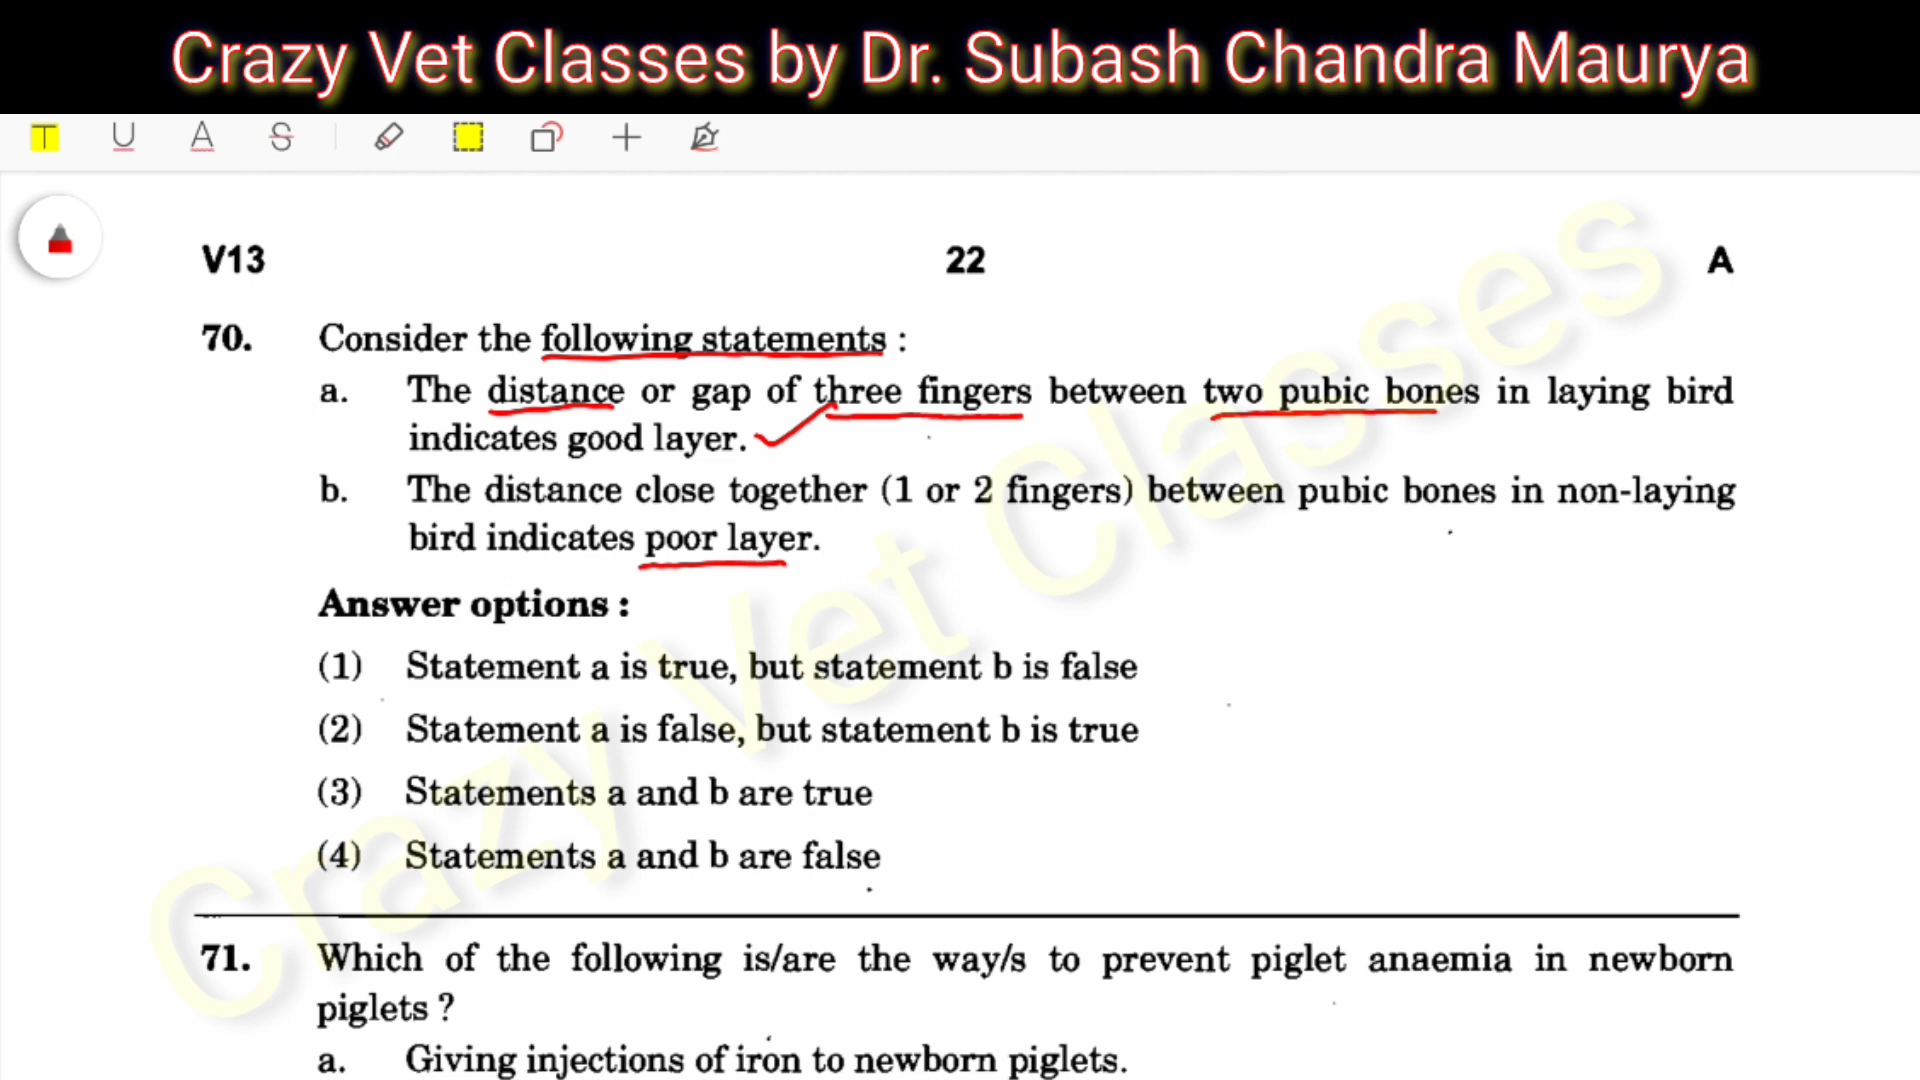 Crazy Vet Classes by Dr. Subash Chandra Maurya
T U A S
V13 22 A
70. Consider the following statements :
a. The distance or gap of three fingers between two pubic bones in laying bird
indicates good layer.
b. The distance close together (1 or 2 fingers) between pubic bones in non-laying
bird indicates poor layer.
Answer options :
(1) Statement a is true, but statement b is false
(2) Statement a is false, but statement b is true
(3) Statements a and b are true
(4) Statements a and b are false
71. Which of the following is/are the way/s to prevent piglet anaemia in newborn
piglets ?
a. Giving injections of iron to newborn piglets.
Crazy Vet Classes